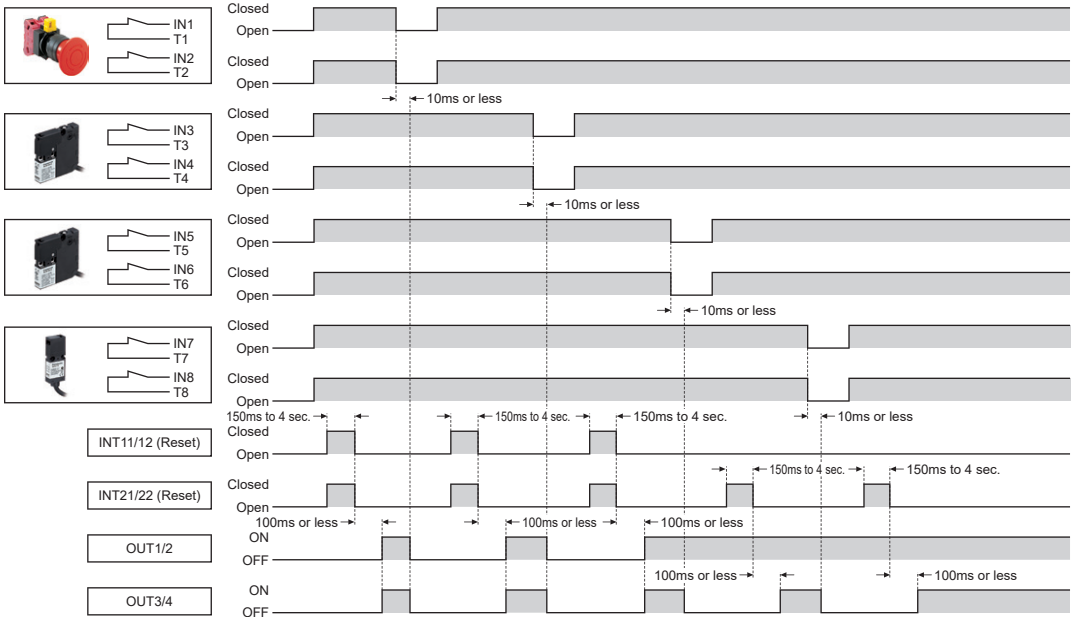 IN1
T1
IN2
T2
Closed
Open
Closed
Open
10ms or less
IN3
T3
IN4
T4
Closed
Open
Closed
Open
10ms or less
IN5
T5
IN6
T6
Closed
Open
Closed
Open
10ms or less
IN7
T7
IN8
T8
Closed
Open
Closed
Open
150ms to 4 sec. 150ms to 4 sec. 150ms to 4 sec. 10ms or less
INT11/12 (Reset)
Closed
Open
150ms to 4 sec. 150ms to 4 sec.
INT21/22 (Reset)
Closed
Open
100ms or less 100ms or less 100ms or less
OUT1/2
ON
OFF
100ms or less 100ms or less
OUT3/4
ON
OFF